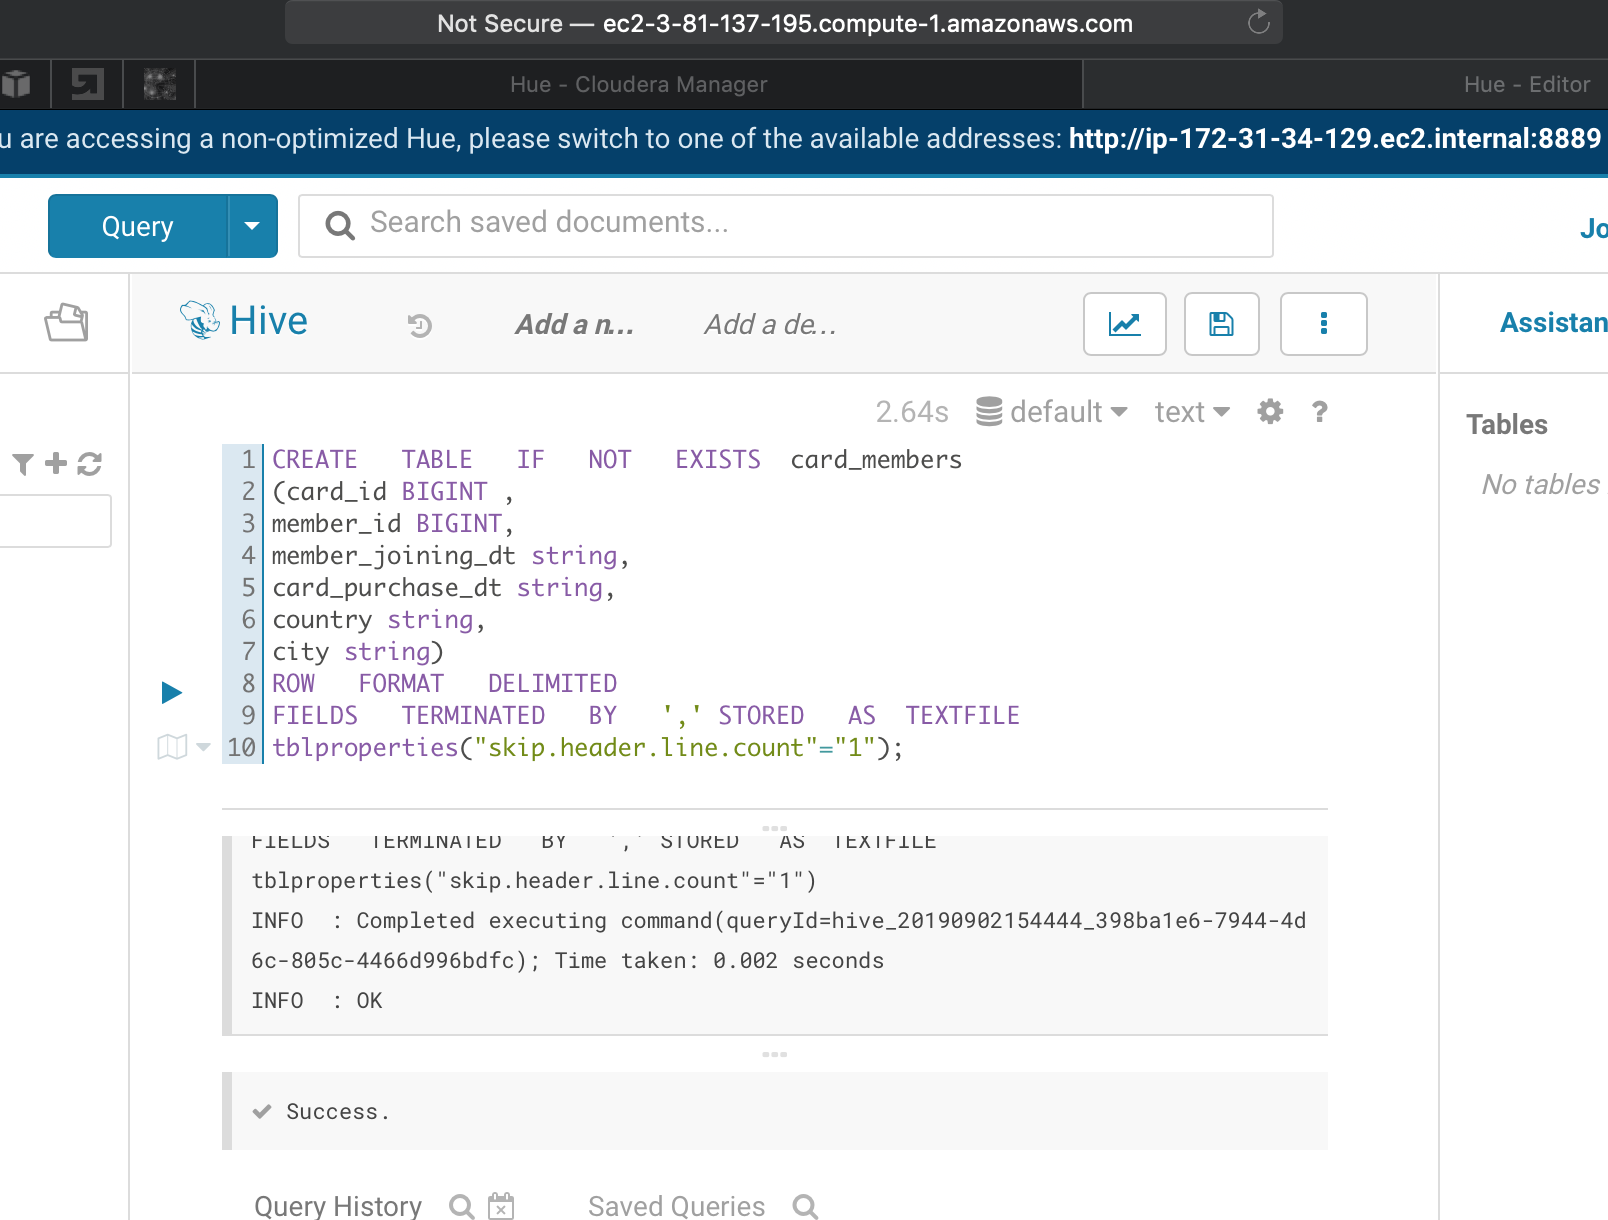 Not Secure — ec2-3-81-137-195.compute-1.amazonaws.com
Hue - Cloudera Manager
Hue - Editor
u are accessing a non-optimized Hue, please switch to one of the available addresses: http://ip-172-31-34-129.ec2.internal:8889
Query
Search saved documents...
Jo
Hive
Add a n...
Add a de...
Assistan
2.64s default text ?
Tables
No tables
1 CREATE   TABLE   IF   NOT   EXISTS  card_members
2 (card_id BIGINT ,
3 member_id BIGINT,
4 member_joining_dt string,
5 card_purchase_dt string,
6 country string,
7 city string)
8 ROW   FORMAT   DELIMITED
9 FIELDS   TERMINATED   BY   ',' STORED   AS  TEXTFILE
10 tblproperties("skip.header.line.count"="1");
FIELDS   TERMINATED   BY   ',' STORED   AS  TEXTFILE
tblproperties("skip.header.line.count"="1")
INFO  : Completed executing command(queryId=hive_20190902154444_398ba1e6-7944-4d
6c-805c-4466d996bdfc); Time taken: 0.002 seconds
INFO  : OK
Success.
Query History
Saved Queries